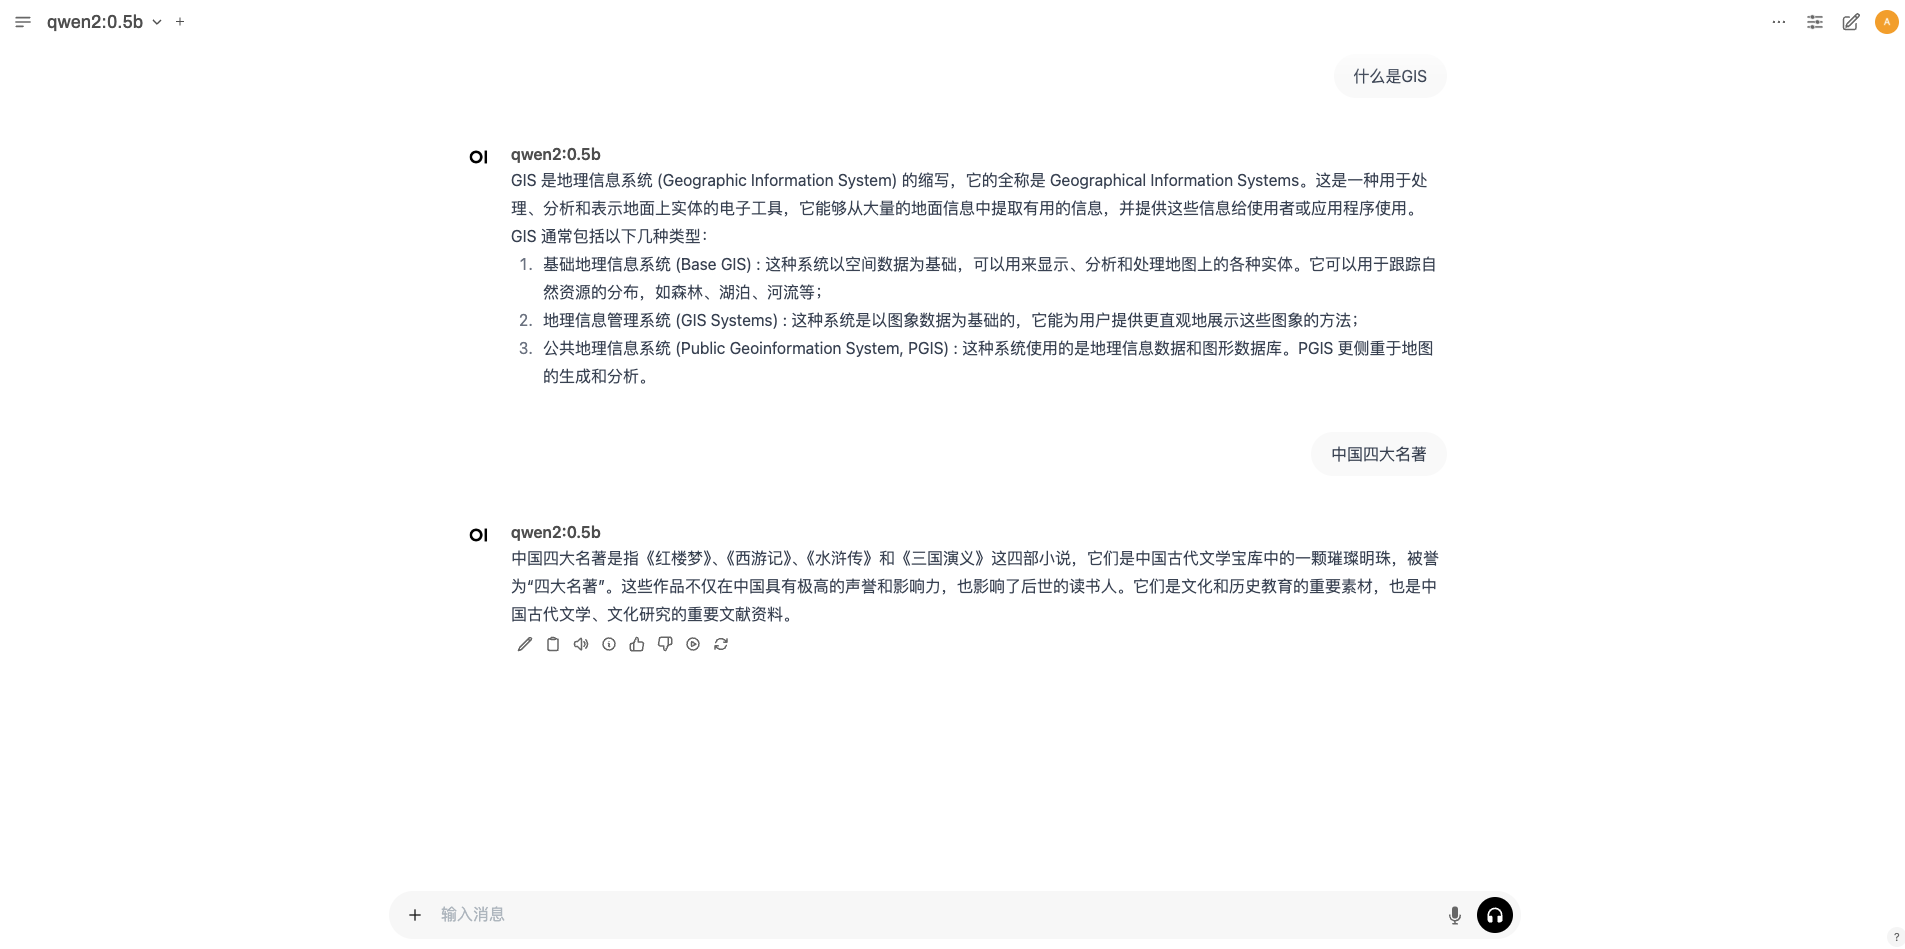 qwen2:0.5b
A
什么是GIS
OI
qwen2:0.5b
GIS 是地理信息系统 (Geographic Information System) 的缩写，它的全称是 Geographical Information Systems。这是一种用于处
理、分析和表示地面上实体的电子工具，它能够从大量的地面信息中提取有用的信息，并提供这些信息给使用者或应用程序使用。
GIS 通常包括以下几种类型：
1. 基础地理信息系统 (Base GIS) : 这种系统以空间数据为基础，可以用来显示、分析和处理地图上的各种实体。它可以用于跟踪自
然资源的分布，如森林、湖泊、河流等；
2. 地理信息管理系统 (GIS Systems) : 这种系统是以图象数据为基础的，它能为用户提供更直观地展示这些图象的方法；
3. 公共地理信息系统 (Public Geoinformation System, PGIS) : 这种系统使用的是地理信息数据和图形数据库。PGIS 更侧重于地图
的生成和分析。
中国四大名著
OI
qwen2:0.5b
中国四大名著是指《红楼梦》、《西游记》、《水浒传》和《三国演义》这四部小说，它们是中国古代文学宝库中的一颗璀璨明珠，被誉
为“四大名著”。这些作品不仅在中国具有极高的声誉和影响力，也影响了后世的读书人。它们是文化和历史教育的重要素材，也是中
国古代文学、文化研究的重要文献资料。
输入消息
?